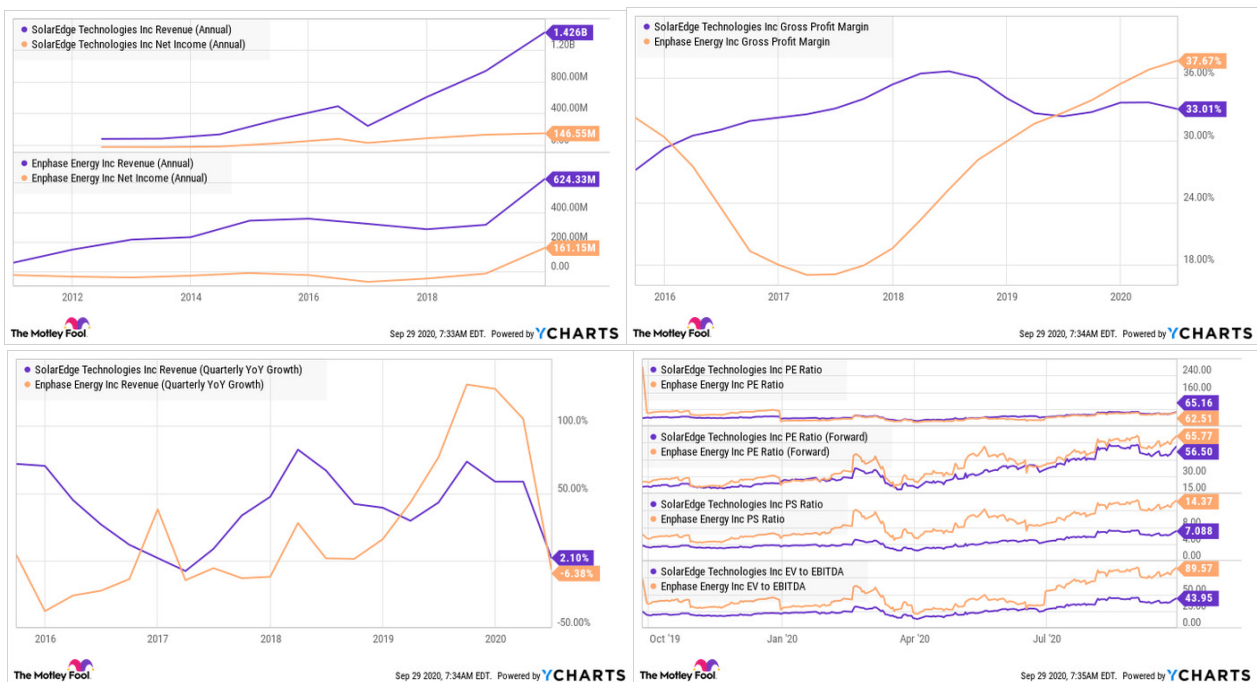 SolarEdge Technologies Inc Revenue (Annual)
SolarEdge Technologies Inc Net Income (Annual)
1.426B
1.20B
800.00M
400.00M
146.55M
0.00
Enphase Energy Inc Revenue (Annual)
Enphase Energy Inc Net Income (Annual)
624.33M
400.00M
200.00M
161.15M
0.00
2012 2014 2016 2018
The Motley Fool
Sep 29 2020, 7:33AM EDT. Powered by YCHARTS
SolarEdge Technologies Inc Gross Profit Margin
Enphase Energy Inc Gross Profit Margin
37.67%
36.00%
33.01%
30.00%
24.00%
18.00%
2016 2017 2018 2019 2020
The Motley Fool
Sep 29 2020, 7:34AM EDT. Powered by YCHARTS
SolarEdge Technologies Inc Revenue (Quarterly YoY Growth)
Enphase Energy Inc Revenue (Quarterly YoY Growth)
100.0%
50.00%
2.10%
-6.38%
-50.00%
2016 2017 2018 2019 2020
The Motley Fool
Sep 29 2020, 7:34AM EDT. Powered by YCHARTS
SolarEdge Technologies Inc PE Ratio
Enphase Energy Inc PE Ratio
240.00
160.00
65.16
62.51
SolarEdge Technologies Inc PE Ratio (Forward)
Enphase Energy Inc PE Ratio (Forward)
65.77
56.50
30.00
15.00
SolarEdge Technologies Inc PS Ratio
Enphase Energy Inc PS Ratio
14.37
8.00
7.088
4.00
0.00
SolarEdge Technologies Inc EV to EBITDA
Enphase Energy Inc EV to EBITDA
89.57
43.95
25.00
0.00
Oct '19 Jan '20 Apr '20 Jul '20
The Motley Fool
Sep 29 2020, 7:35AM EDT. Powered by YCHARTS